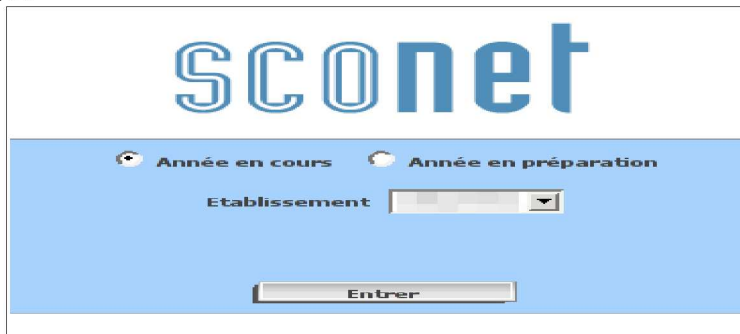 sconet
Année en cours Année en préparation
Etablissement
Entrer